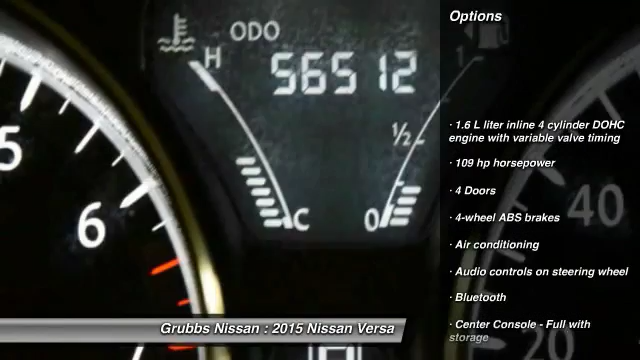 ODO
H
56512
1
1/2
5
6
C
0
40
20
Options
· 1.6 L liter inline 4 cylinder DOHC
engine with variable valve timing
· 109 hp horsepower
· 4 Doors
· 4-wheel ABS brakes
· Air conditioning
· Audio controls on steering wheel
· Bluetooth
· Center Console - Full with
storage
Grubbs Nissan : 2015 Nissan Versa